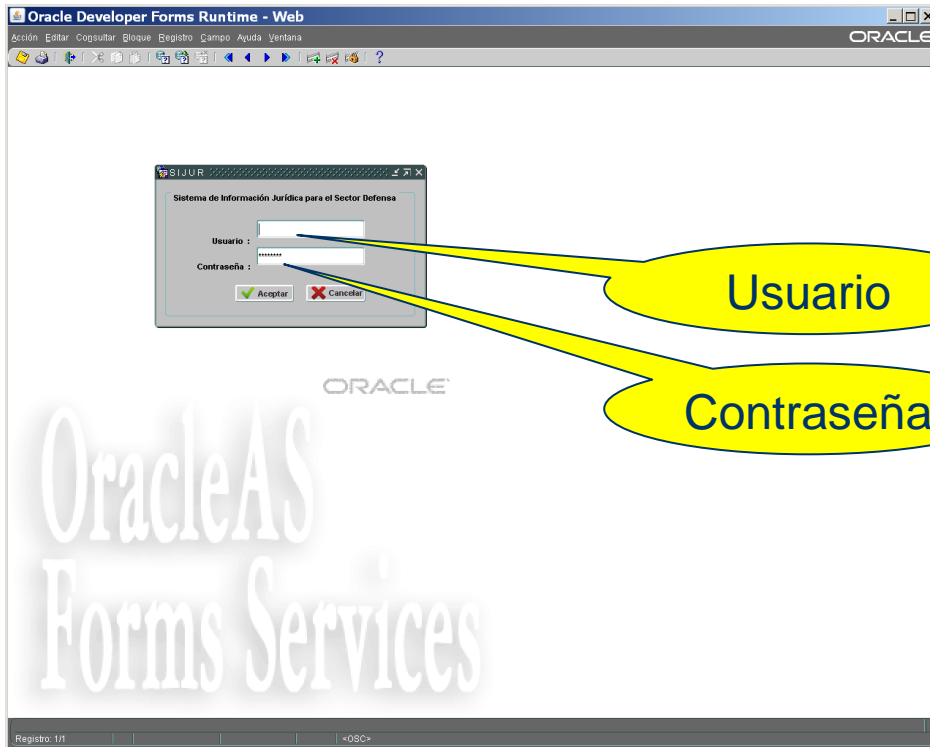 Oracle Developer Forms Runtime - Web
Acción Editar Consultar Bloque Registro Campo Ayuda Ventana
ORACLE
SIJUR
Sistema de Información Jurídica para el Sector Defensa
Usuario :
Contraseña : ********
Aceptar Cancelar
Usuario
Contraseña
ORACLE
OracleAS
Forms Services
Registro: 1/1 <OSC>